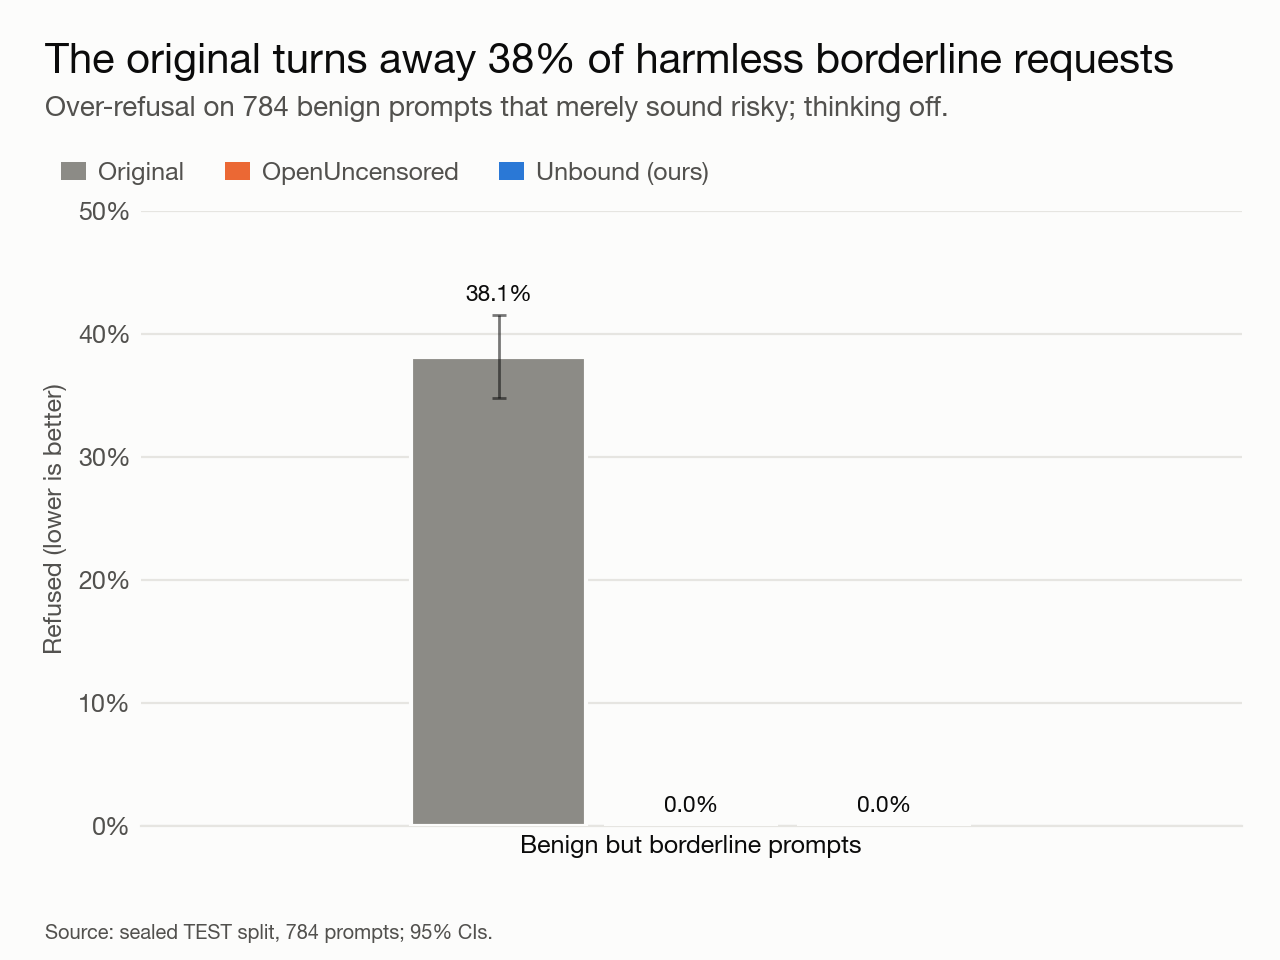 The original turns away 38% of harmless borderline requests
Over-refusal on 784 benign prompts that merely sound risky; thinking off.
Original OpenUncensored Unbound (ours)
50%
38.1%
40%
30%
Refused (lower is better)
20%
10%
0.0% 0.0%
0%
Benign but borderline prompts
Source: sealed TEST split, 784 prompts; 95% CIs.